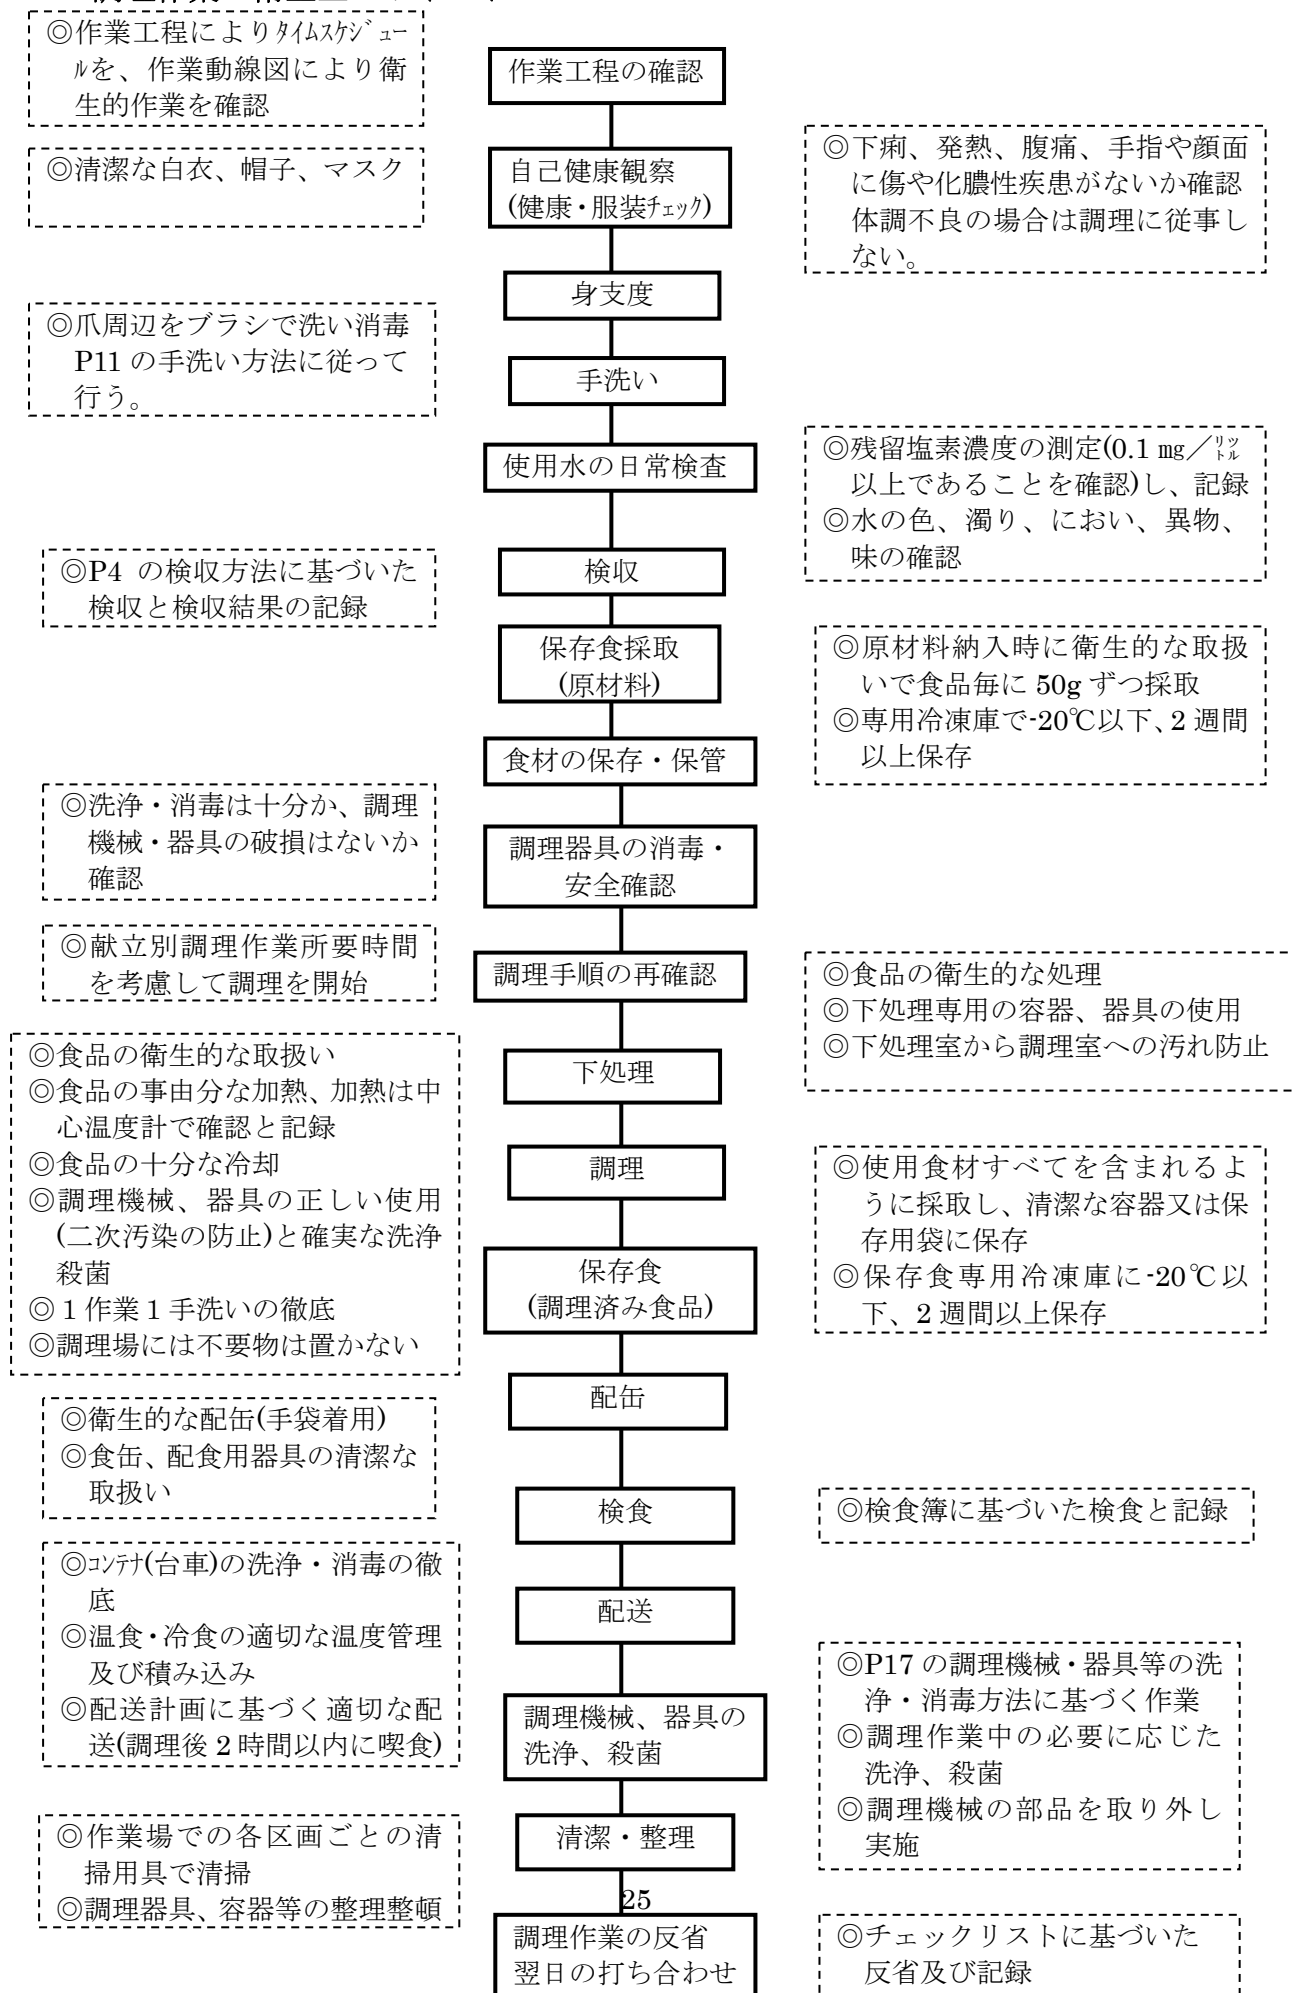 ◎作業工程によりﾀｲﾑｽｹｼﾞｭｰ
ﾙを、作業動線図により衛
生的作業を確認
作業工程の確認
◎清潔な白衣、帽子、マスク
自己健康観察
(健康・服装ﾁｪｯｸ)
◎下痢、発熱、腹痛、手指や顔面
に傷や化膿性疾患がないか確認
体調不良の場合は調理に従事し
ない。
身支度
◎爪周辺をブラシで洗い消毒
P11 の手洗い方法に従って
行う。
手洗い
使用水の日常検査
◎残留塩素濃度の測定(0.1 ㎎／㍑
以上であることを確認)し、記録
◎水の色、濁り、におい、異物、
味の確認
◎P4 の検収方法に基づいた
検収と検収結果の記録
検収
保存食採取
(原材料)
◎原材料納入時に衛生的な取扱
いで食品毎に 50g ずつ採取
◎専用冷凍庫で-20℃以下、2 週間
以上保存
食材の保存・保管
◎洗浄・消毒は十分か、調理
機械・器具の破損はないか
確認
調理器具の消毒・
安全確認
◎献立別調理作業所要時間
を考慮して調理を開始
調理手順の再確認
◎食品の衛生的な処理
◎下処理専用の容器、器具の使用
◎下処理室から調理室への汚れ防止
下処理
◎食品の衛生的な取扱い
◎食品の事由分な加熱、加熱は中
心温度計で確認と記録
◎食品の十分な冷却
◎調理機械、器具の正しい使用
(二次汚染の防止)と確実な洗浄
殺菌
◎１作業１手洗いの徹底
◎調理場には不要物は置かない
調理
保存食
(調理済み食品)
◎使用食材すべてを含まれるよ
うに採取し、清潔な容器又は保
存用袋に保存
◎保存食専用冷凍庫に-20℃以
下、2 週間以上保存
配缶
◎衛生的な配缶(手袋着用)
◎食缶、配食用器具の清潔な
取扱い
検食
◎検食簿に基づいた検食と記録
◎ｺﾝﾃﾅ(台車)の洗浄・消毒の徹
底
◎温食・冷食の適切な温度管理
及び積み込み
◎配送計画に基づく適切な配
送(調理後 2 時間以内に喫食)
配送
調理機械、器具の
洗浄、殺菌
◎P17 の調理機械・器具等の洗
浄・消毒方法に基づく作業
◎調理作業中の必要に応じた
洗浄、殺菌
◎調理機械の部品を取り外し
実施
清潔・整理
◎作業場での各区画ごとの清
掃用具で清掃
◎調理器具、容器等の整理整頓
25
調理作業の反省
翌日の打ち合わせ
◎チェックリストに基づいた
反省及び記録